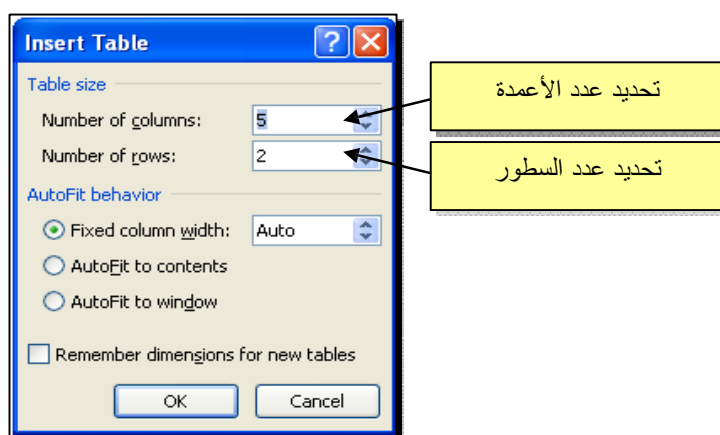 Insert Table
Table size
Number of columns: 5
Number of rows: 2
AutoFit behavior
Fixed column width: Auto
AutoFit to contents
AutoFit to window
Remember dimensions for new tables
OK Cancel
تحديد عدد الأعمدة
تحديد عدد السطور